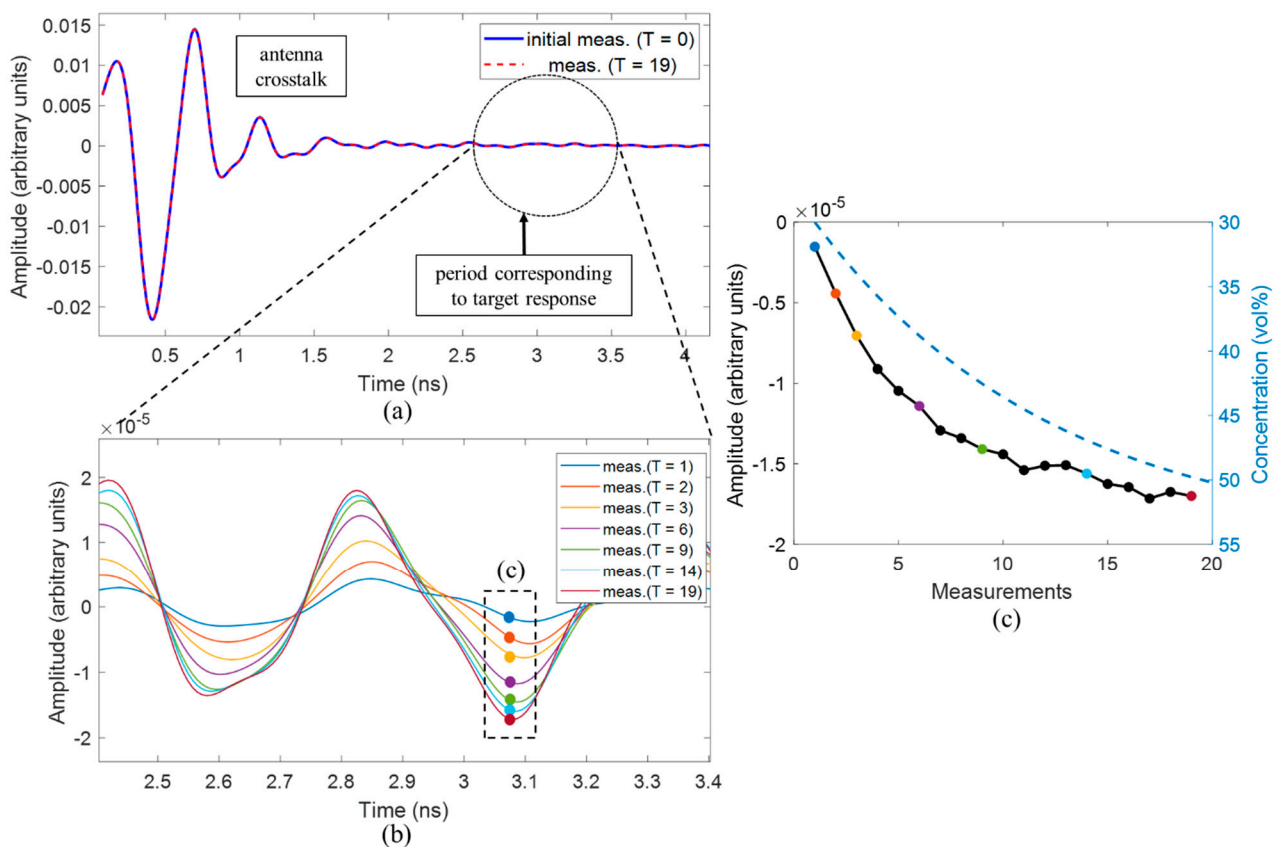 0.015
0.01
0.005
0
-0.005
-0.01
-0.015
-0.02
Amplitude (arbitrary units)
antenna
crosstalk
initial meas. (T = 0)
meas. (T = 19)
period corresponding
to target response
0.5
1
1.5
2
2.5
3
3.5
4
Time (ns)
(a)
× 10⁻⁵
2
1
0
-1
-2
Amplitude (arbitrary units)
meas.(T = 1)
meas.(T = 2)
meas.(T = 3)
meas.(T = 6)
meas.(T = 9)
meas.(T = 14)
meas.(T = 19)
(c)
2.5
2.6
2.7
2.8
2.9
3
3.1
3.2
3.3
3.4
Time (ns)
(b)
× 10⁻⁵
0
-0.5
-1
-1.5
-2
Amplitude (arbitrary units)
30
35
40
45
50
55
Concentration (vol%)
0
5
10
15
20
Measurements
(c)